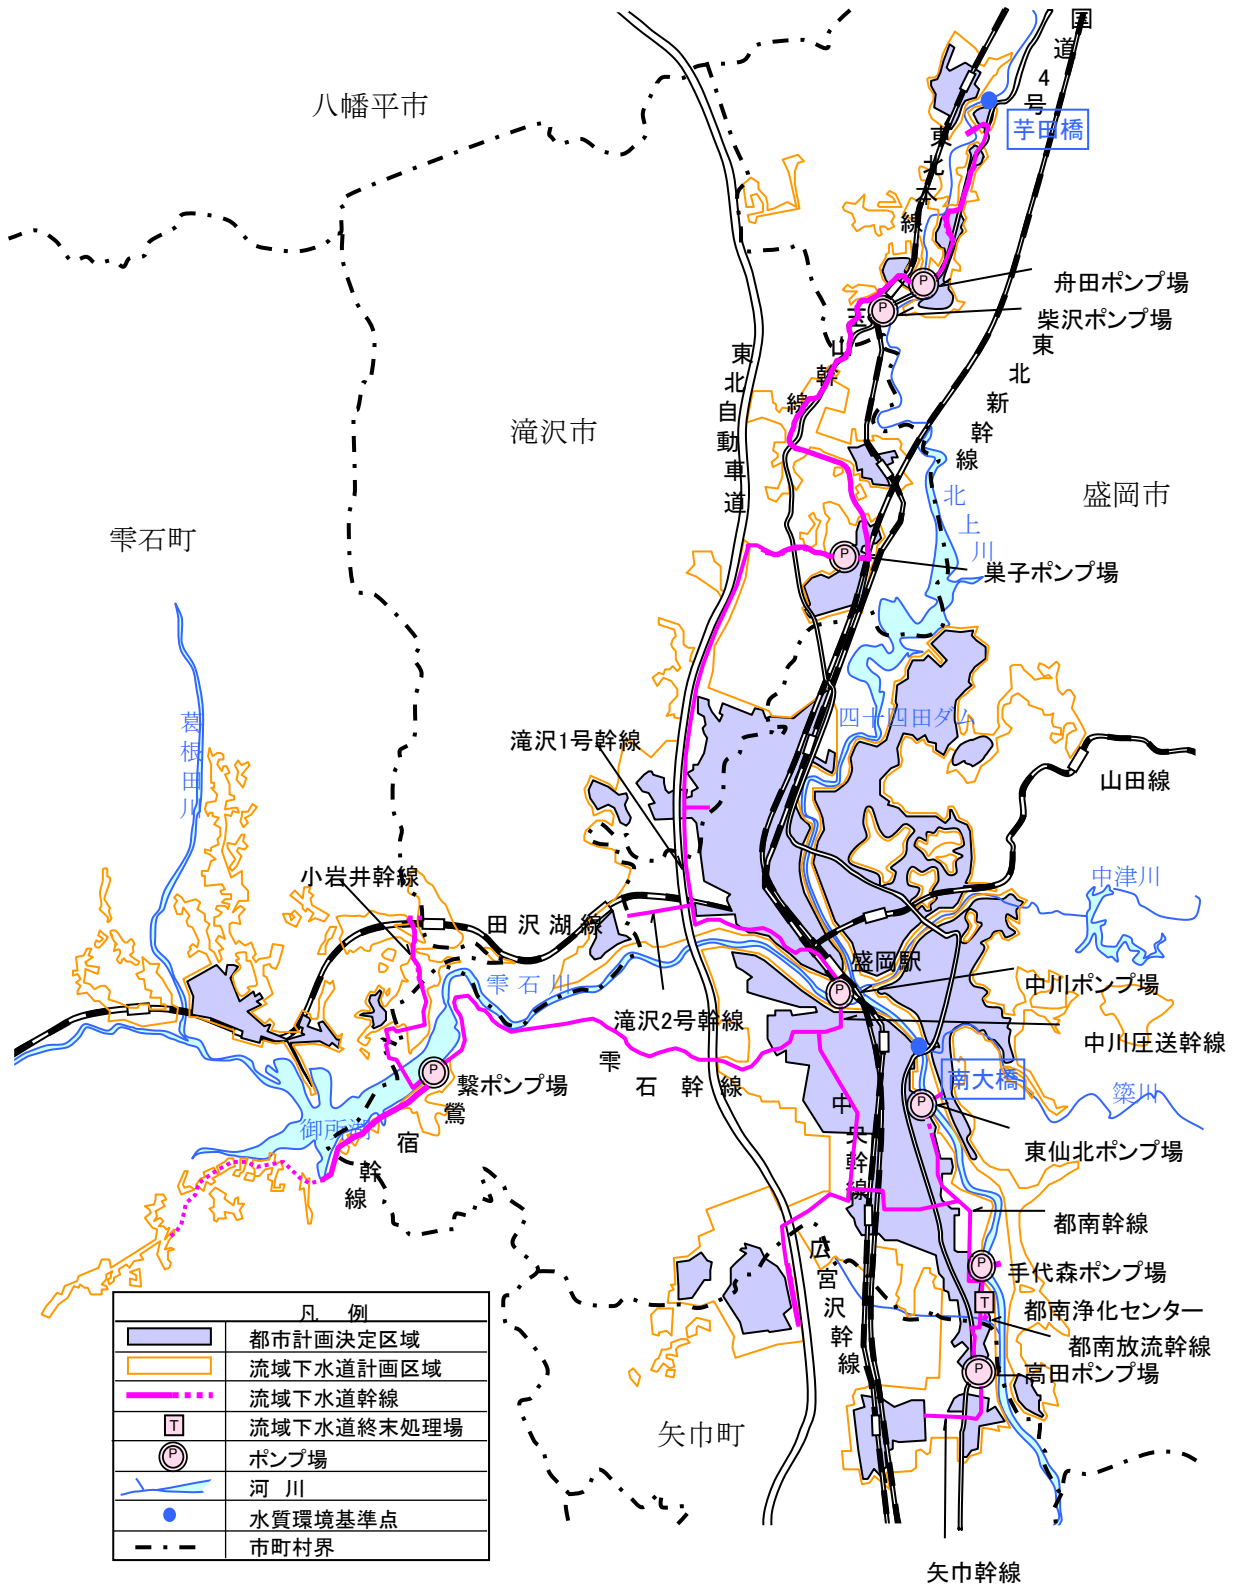 国道4号
八幡平市
芋田橋
東北本線
舟田ポンプ場
柴沢ポンプ場
玉山幹線
東北自動車道
東北新幹線
滝沢市
盛岡市
北上川
雫石町
巣子ポンプ場
四十四田ダム
葛根田川
滝沢1号幹線
山田線
小岩井幹線
中津川
田沢湖線
盛岡駅
雫石川
中川ポンプ場
滝沢2号幹線
中川圧送幹線
雫石幹線
繋ポンプ場
南大橋
簗川
鶯宿幹線
御所湖
中央幹線
東仙北ポンプ場
都南幹線
広宮沢幹線
手代森ポンプ場
都南浄化センター
都南放流幹線
高田ポンプ場
矢巾町
矢巾幹線
凡 例
都市計画決定区域
流域下水道計画区域
流域下水道幹線
T 流域下水道終末処理場
P ポンプ場
河 川
水質環境基準点
市町村界
P
P
P
P
P
P
P
T
P